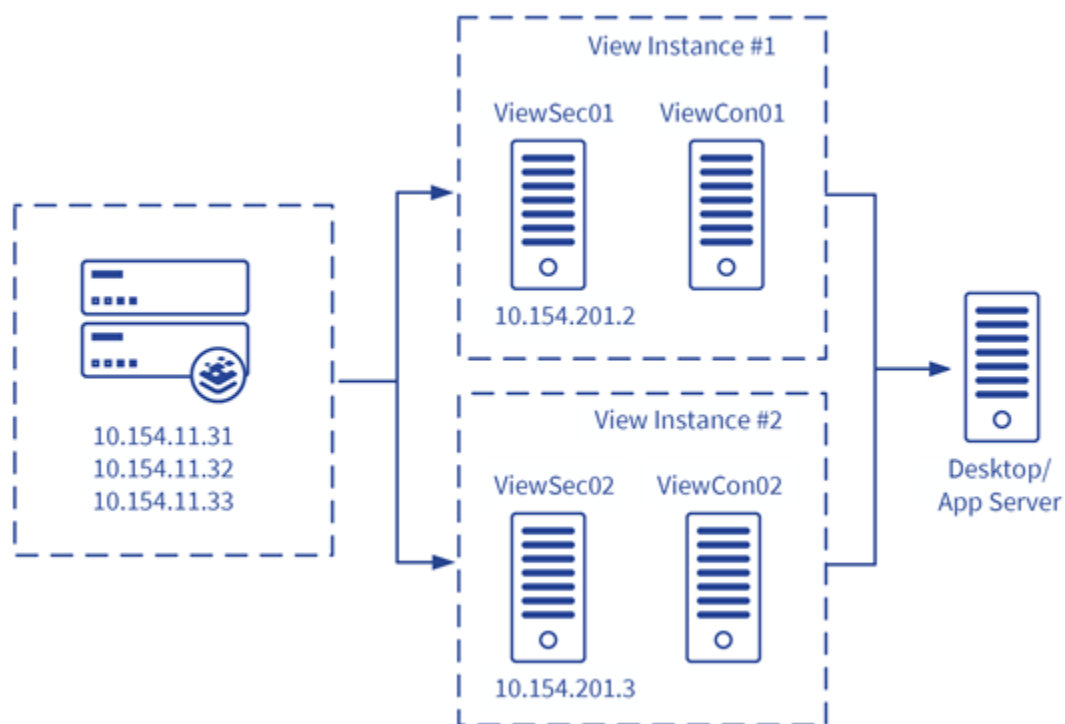 View Instance #1
ViewSec01
ViewCon01
10.154.201.2
10.154.11.31
10.154.11.32
10.154.11.33
View Instance #2
ViewSec02
ViewCon02
10.154.201.3
Desktop/
App Server